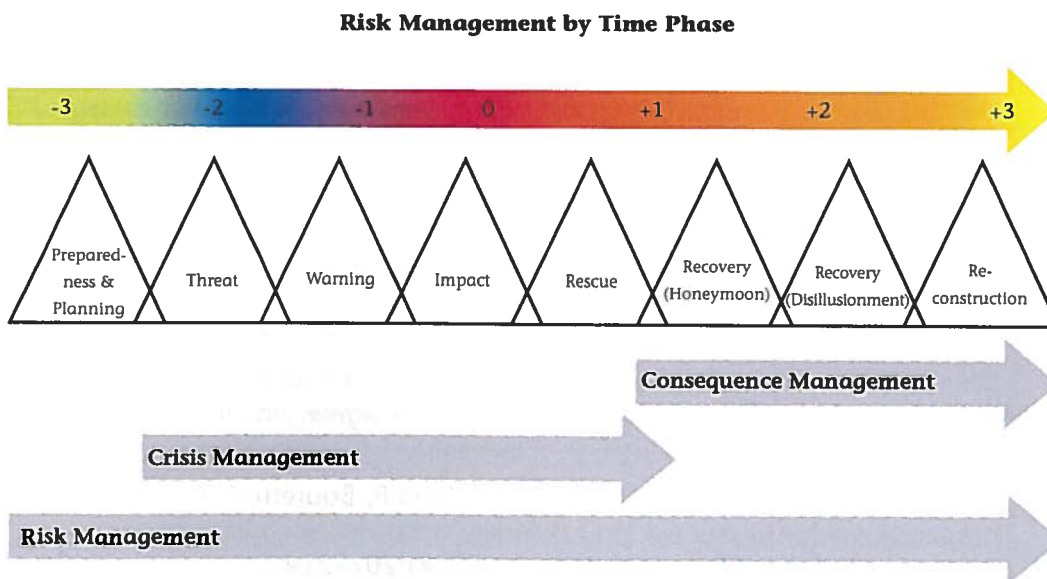 Risk Management by Time Phase
-3 -2 -1 0 +1 +2 +3
Prepared-
ness &
Planning
Threat
Warning
Impact
Rescue
Recovery
(Honeymoon)
Recovery
(Disillusionment)
Re-
construction
Consequence Management
Crisis Management
Risk Management